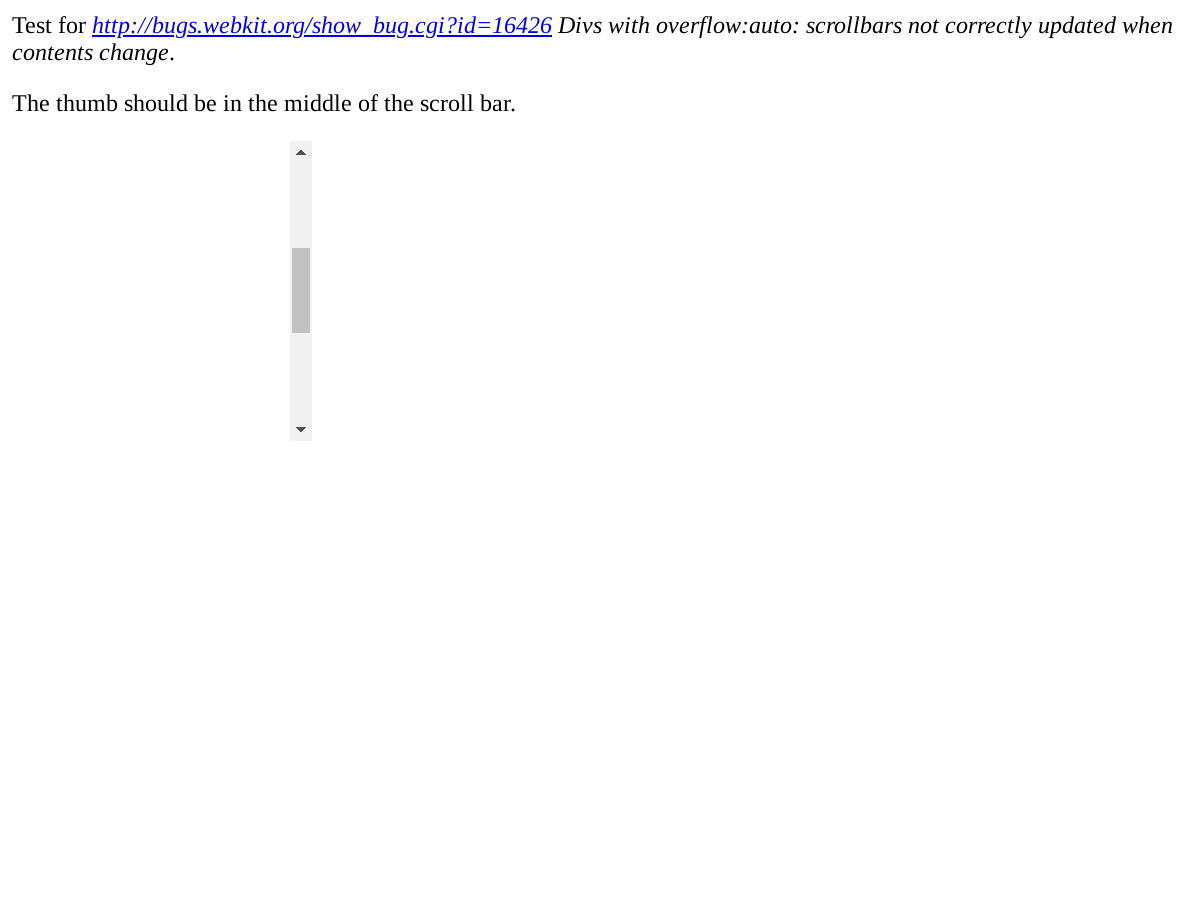 Test for http://bugs.webkit.org/show_bug.cgi?id=16426 Divs with overflow:auto: scrollbars not correctly updated when
contents change.
The thumb should be in the middle of the scroll bar.